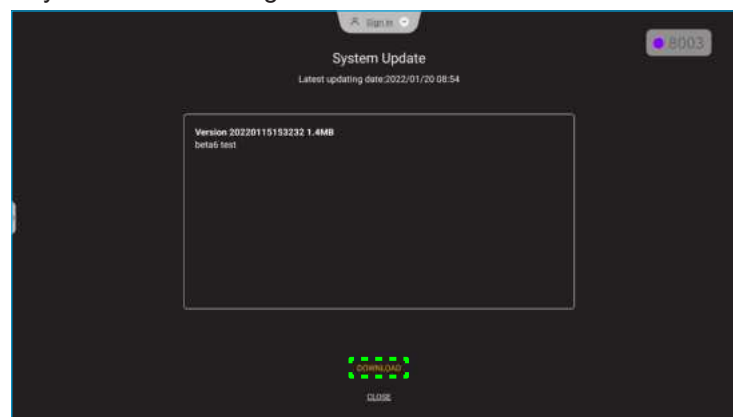 Sign in
8003
System Update
Latest updating date:2022/01/20 08:54
Version 20220115153232 1.4MB
beta6 test
DOWNLOAD
CLOSE